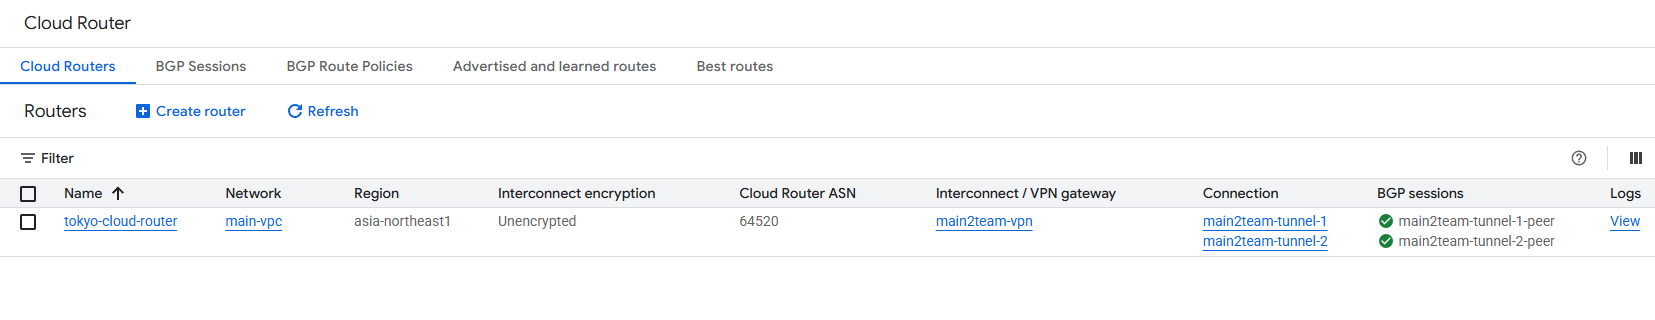 Cloud Router
Cloud Routers BGP Sessions BGP Route Policies Advertised and learned routes Best routes
Routers Create router Refresh
Filter
Name Network Region Interconnect encryption Cloud Router ASN Interconnect / VPN gateway Connection BGP sessions Logs
tokyo-cloud-router main-vpc asia-northeast1 Unencrypted 64520 main2team-vpn main2team-tunnel-1 main2team-tunnel-1-peer View
main2team-tunnel-2 main2team-tunnel-2-peer